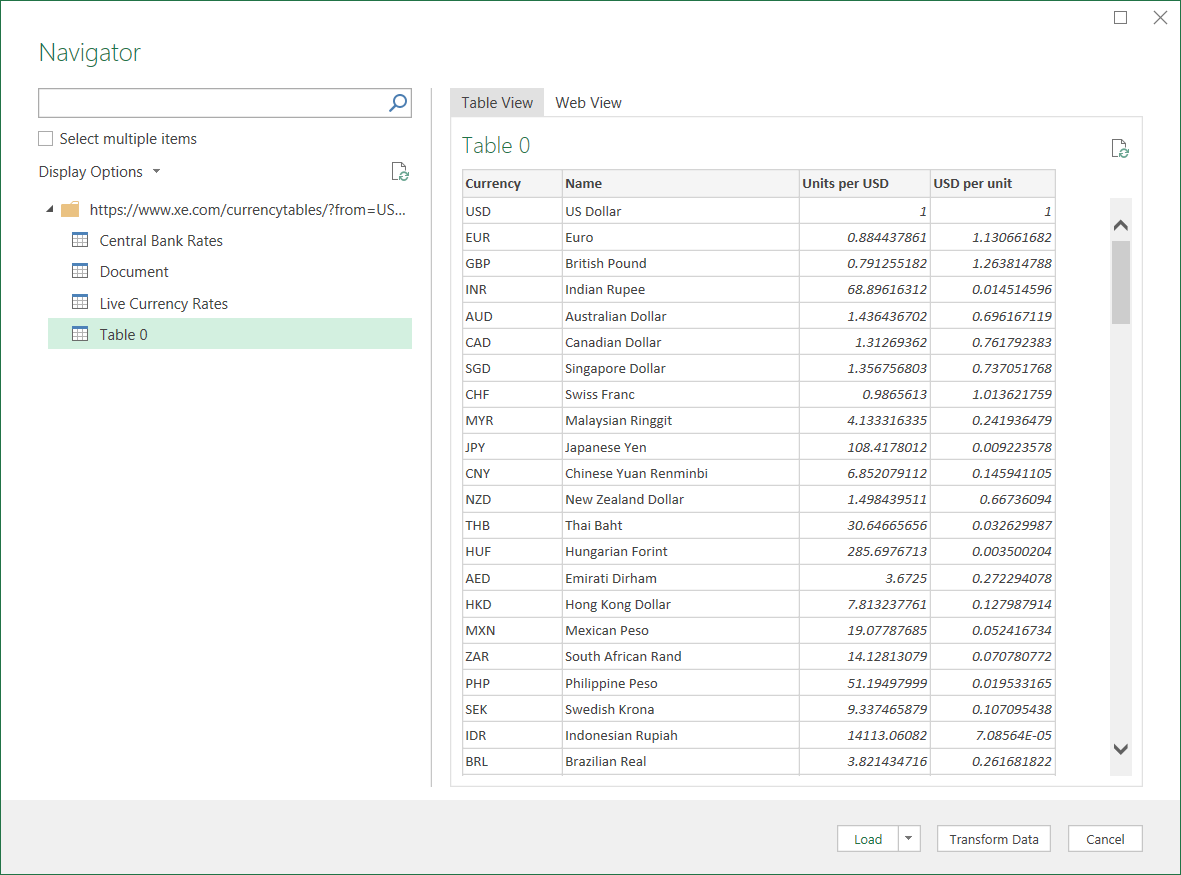 Navigator
Select multiple items
Display Options
https://www.xe.com/currencytables/?from=US...
Central Bank Rates
Document
Live Currency Rates
Table 0
Table View Web View
Table 0
Currency Name Units per USD USD per unit
USD US Dollar 1 1
EUR Euro 0.884437861 1.130661682
GBP British Pound 0.791255182 1.263814788
INR Indian Rupee 68.89616312 0.014514596
AUD Australian Dollar 1.436436702 0.696167119
CAD Canadian Dollar 1.31269362 0.761792383
SGD Singapore Dollar 1.356756803 0.737051768
CHF Swiss Franc 0.9865613 1.013621759
MYR Malaysian Ringgit 4.133316335 0.241936479
JPY Japanese Yen 108.4178012 0.009223578
CNY Chinese Yuan Renminbi 6.852079112 0.145941105
NZD New Zealand Dollar 1.498439511 0.66736094
THB Thai Baht 30.64665656 0.032629987
HUF Hungarian Forint 285.6976713 0.003500204
AED Emirati Dirham 3.6725 0.272294078
HKD Hong Kong Dollar 7.813237761 0.127987914
MXN Mexican Peso 19.07787685 0.052416734
ZAR South African Rand 14.12813079 0.070780772
PHP Philippine Peso 51.19497999 0.019533165
SEK Swedish Krona 9.337465879 0.107095438
IDR Indonesian Rupiah 14113.06082 7.08564E-05
BRL Brazilian Real 3.821434716 0.261681822
Load Transform Data Cancel